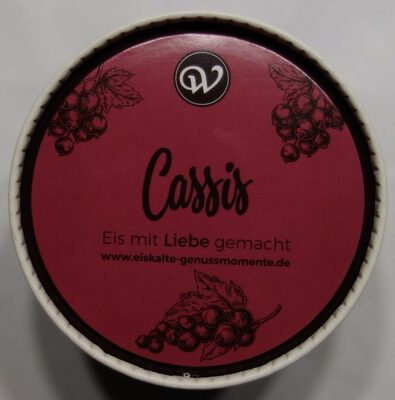 W
Cassis
Eis mit Liebe gemacht
www.eiskalte-genussmomente.de